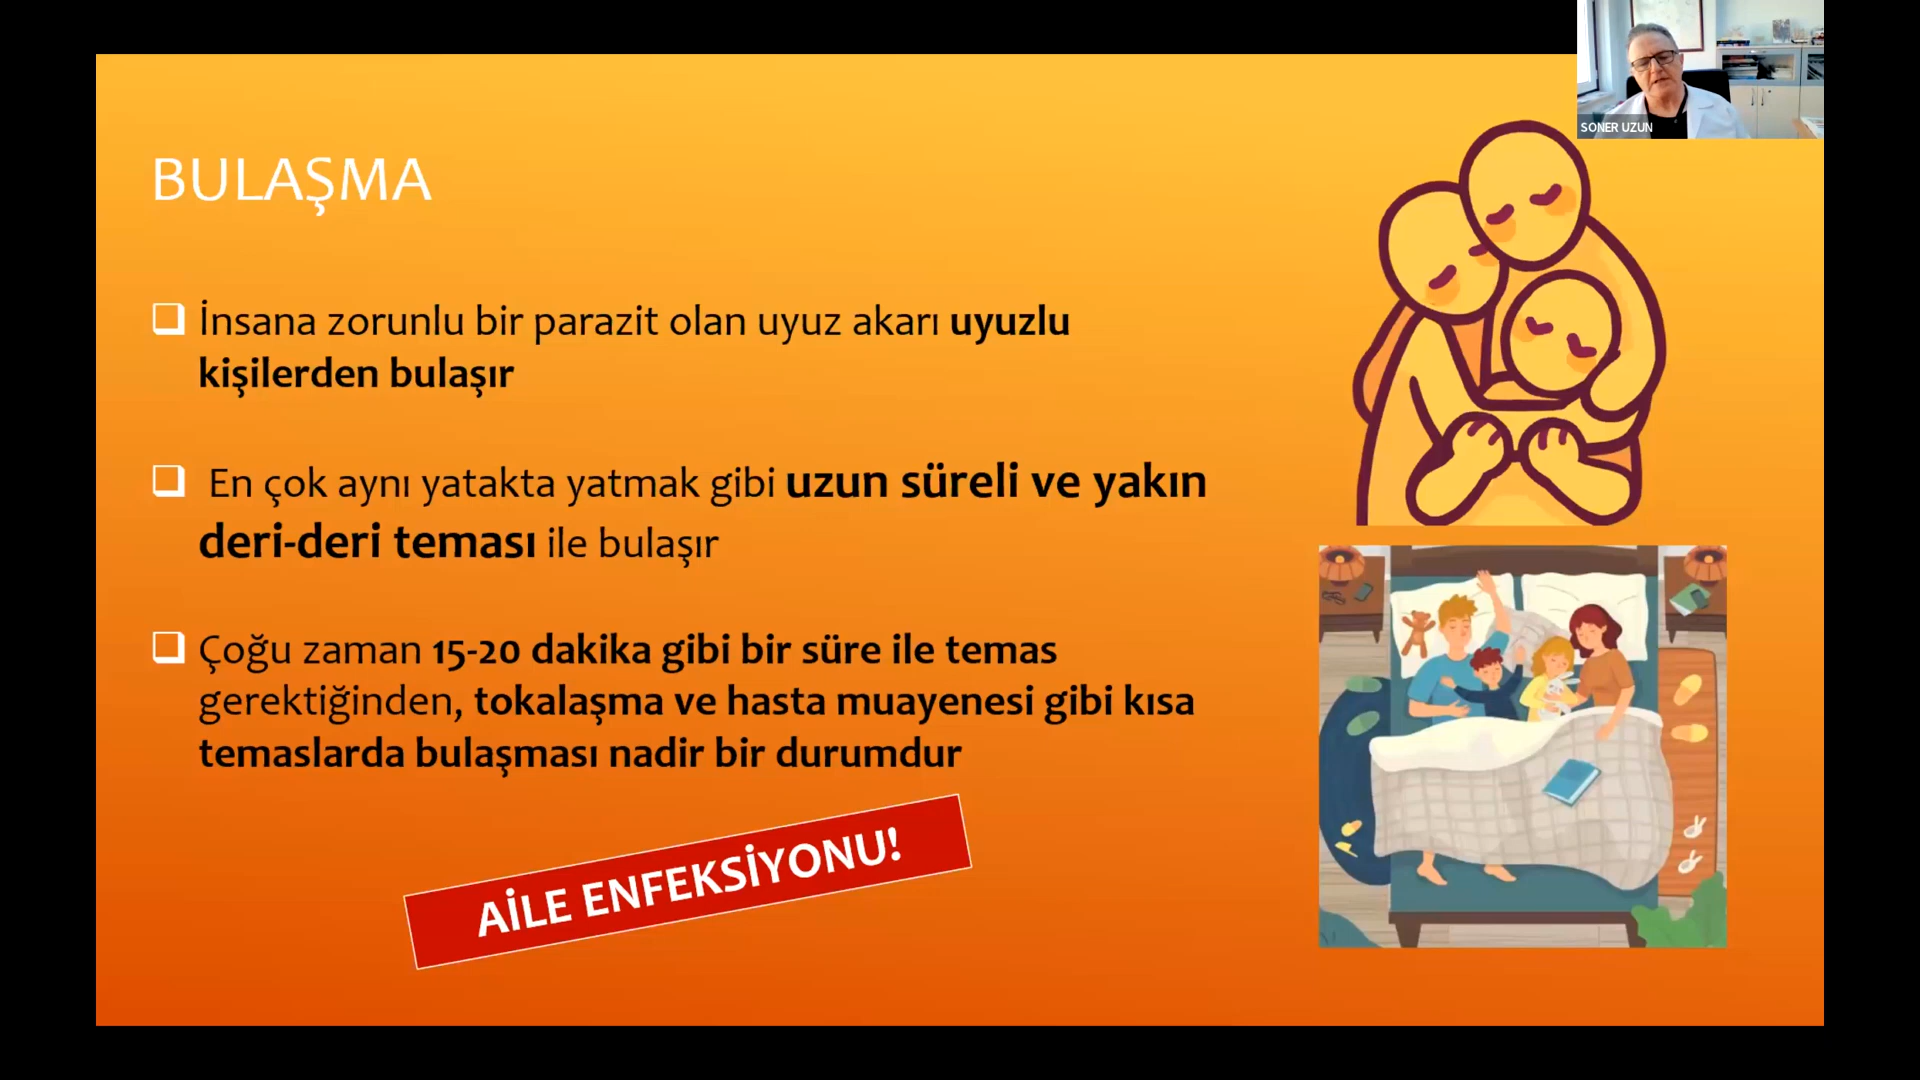 SONER UZUN
BULAŞMA
İnsana zorunlu bir parazit olan uyuz akarı uyuzlu
kişilerden bulaşır
En çok aynı yatakta yatmak gibi uzun süreli ve yakın
deri-deri teması ile bulaşır
Çoğu zaman 15-20 dakika gibi bir süre ile temas
gerektiğinden, tokalaşma ve hasta muayenesi gibi kısa
temaslarda bulaşması nadir bir durumdur
AİLE ENFEKSİYONU!